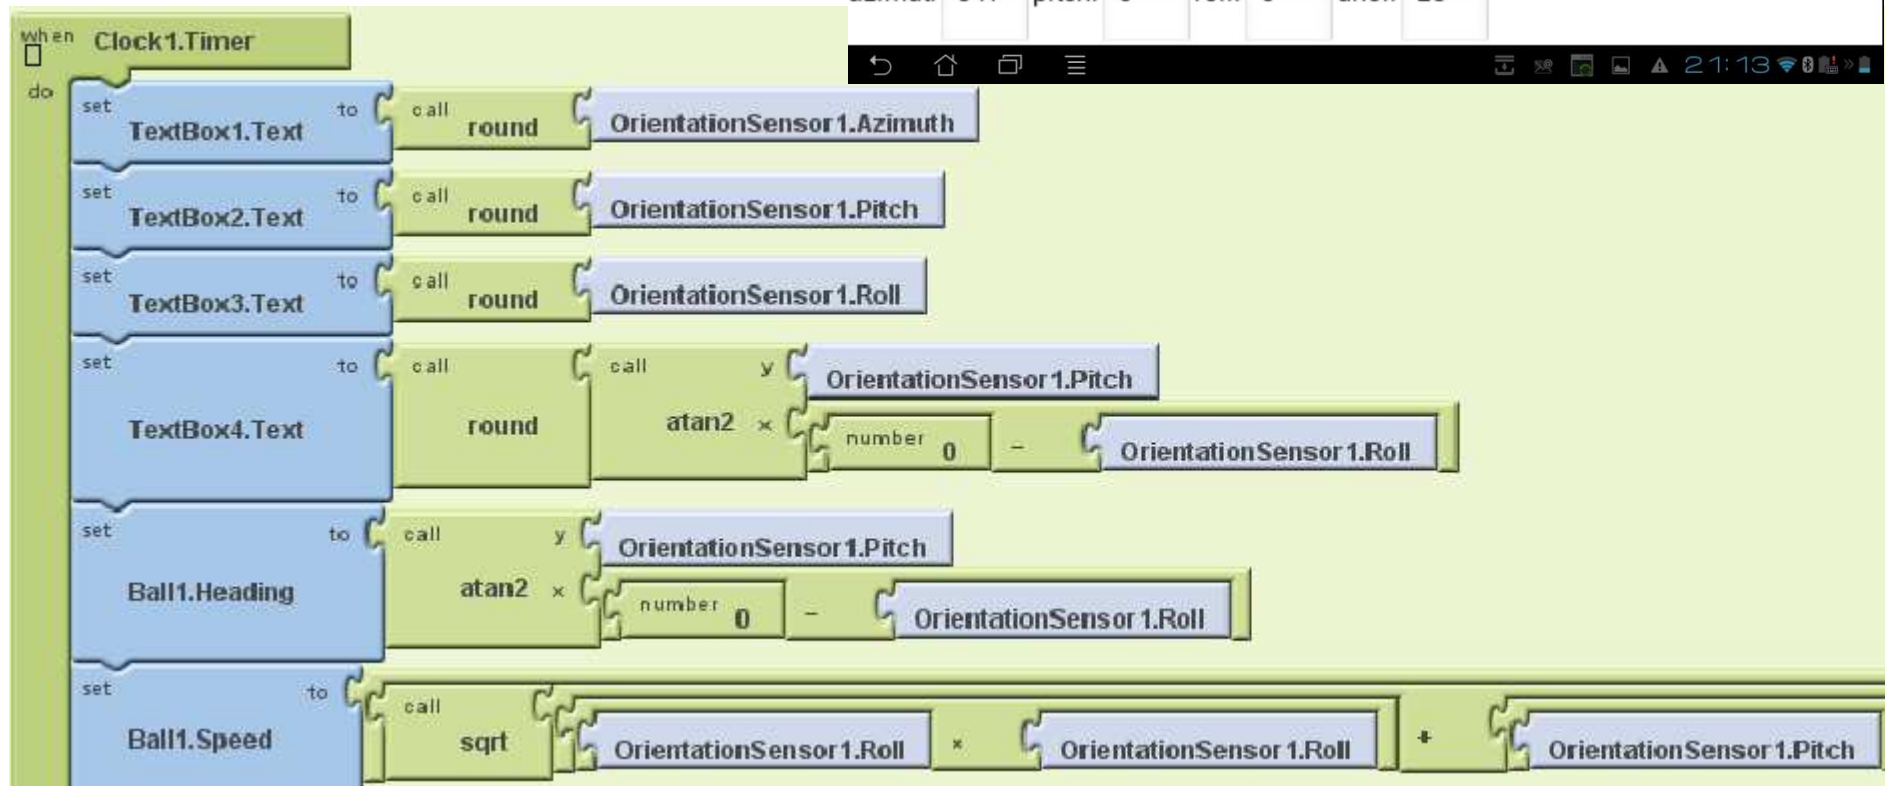 when Clock1.Timer
21:13
do
set TextBox1.Text to call round OrientationSensor1.Azimuth
set TextBox2.Text to call round OrientationSensor1.Pitch
set TextBox3.Text to call round OrientationSensor1.Roll
set TextBox4.Text to call round call atan2 y OrientationSensor1.Pitch
x number 0 - OrientationSensor1.Roll
set Ball1.Heading to call atan2 y OrientationSensor1.Pitch
x number 0 - OrientationSensor1.Roll
set Ball1.Speed to call sqrt OrientationSensor1.Roll × OrientationSensor1.Roll + OrientationSensor1.Pitch